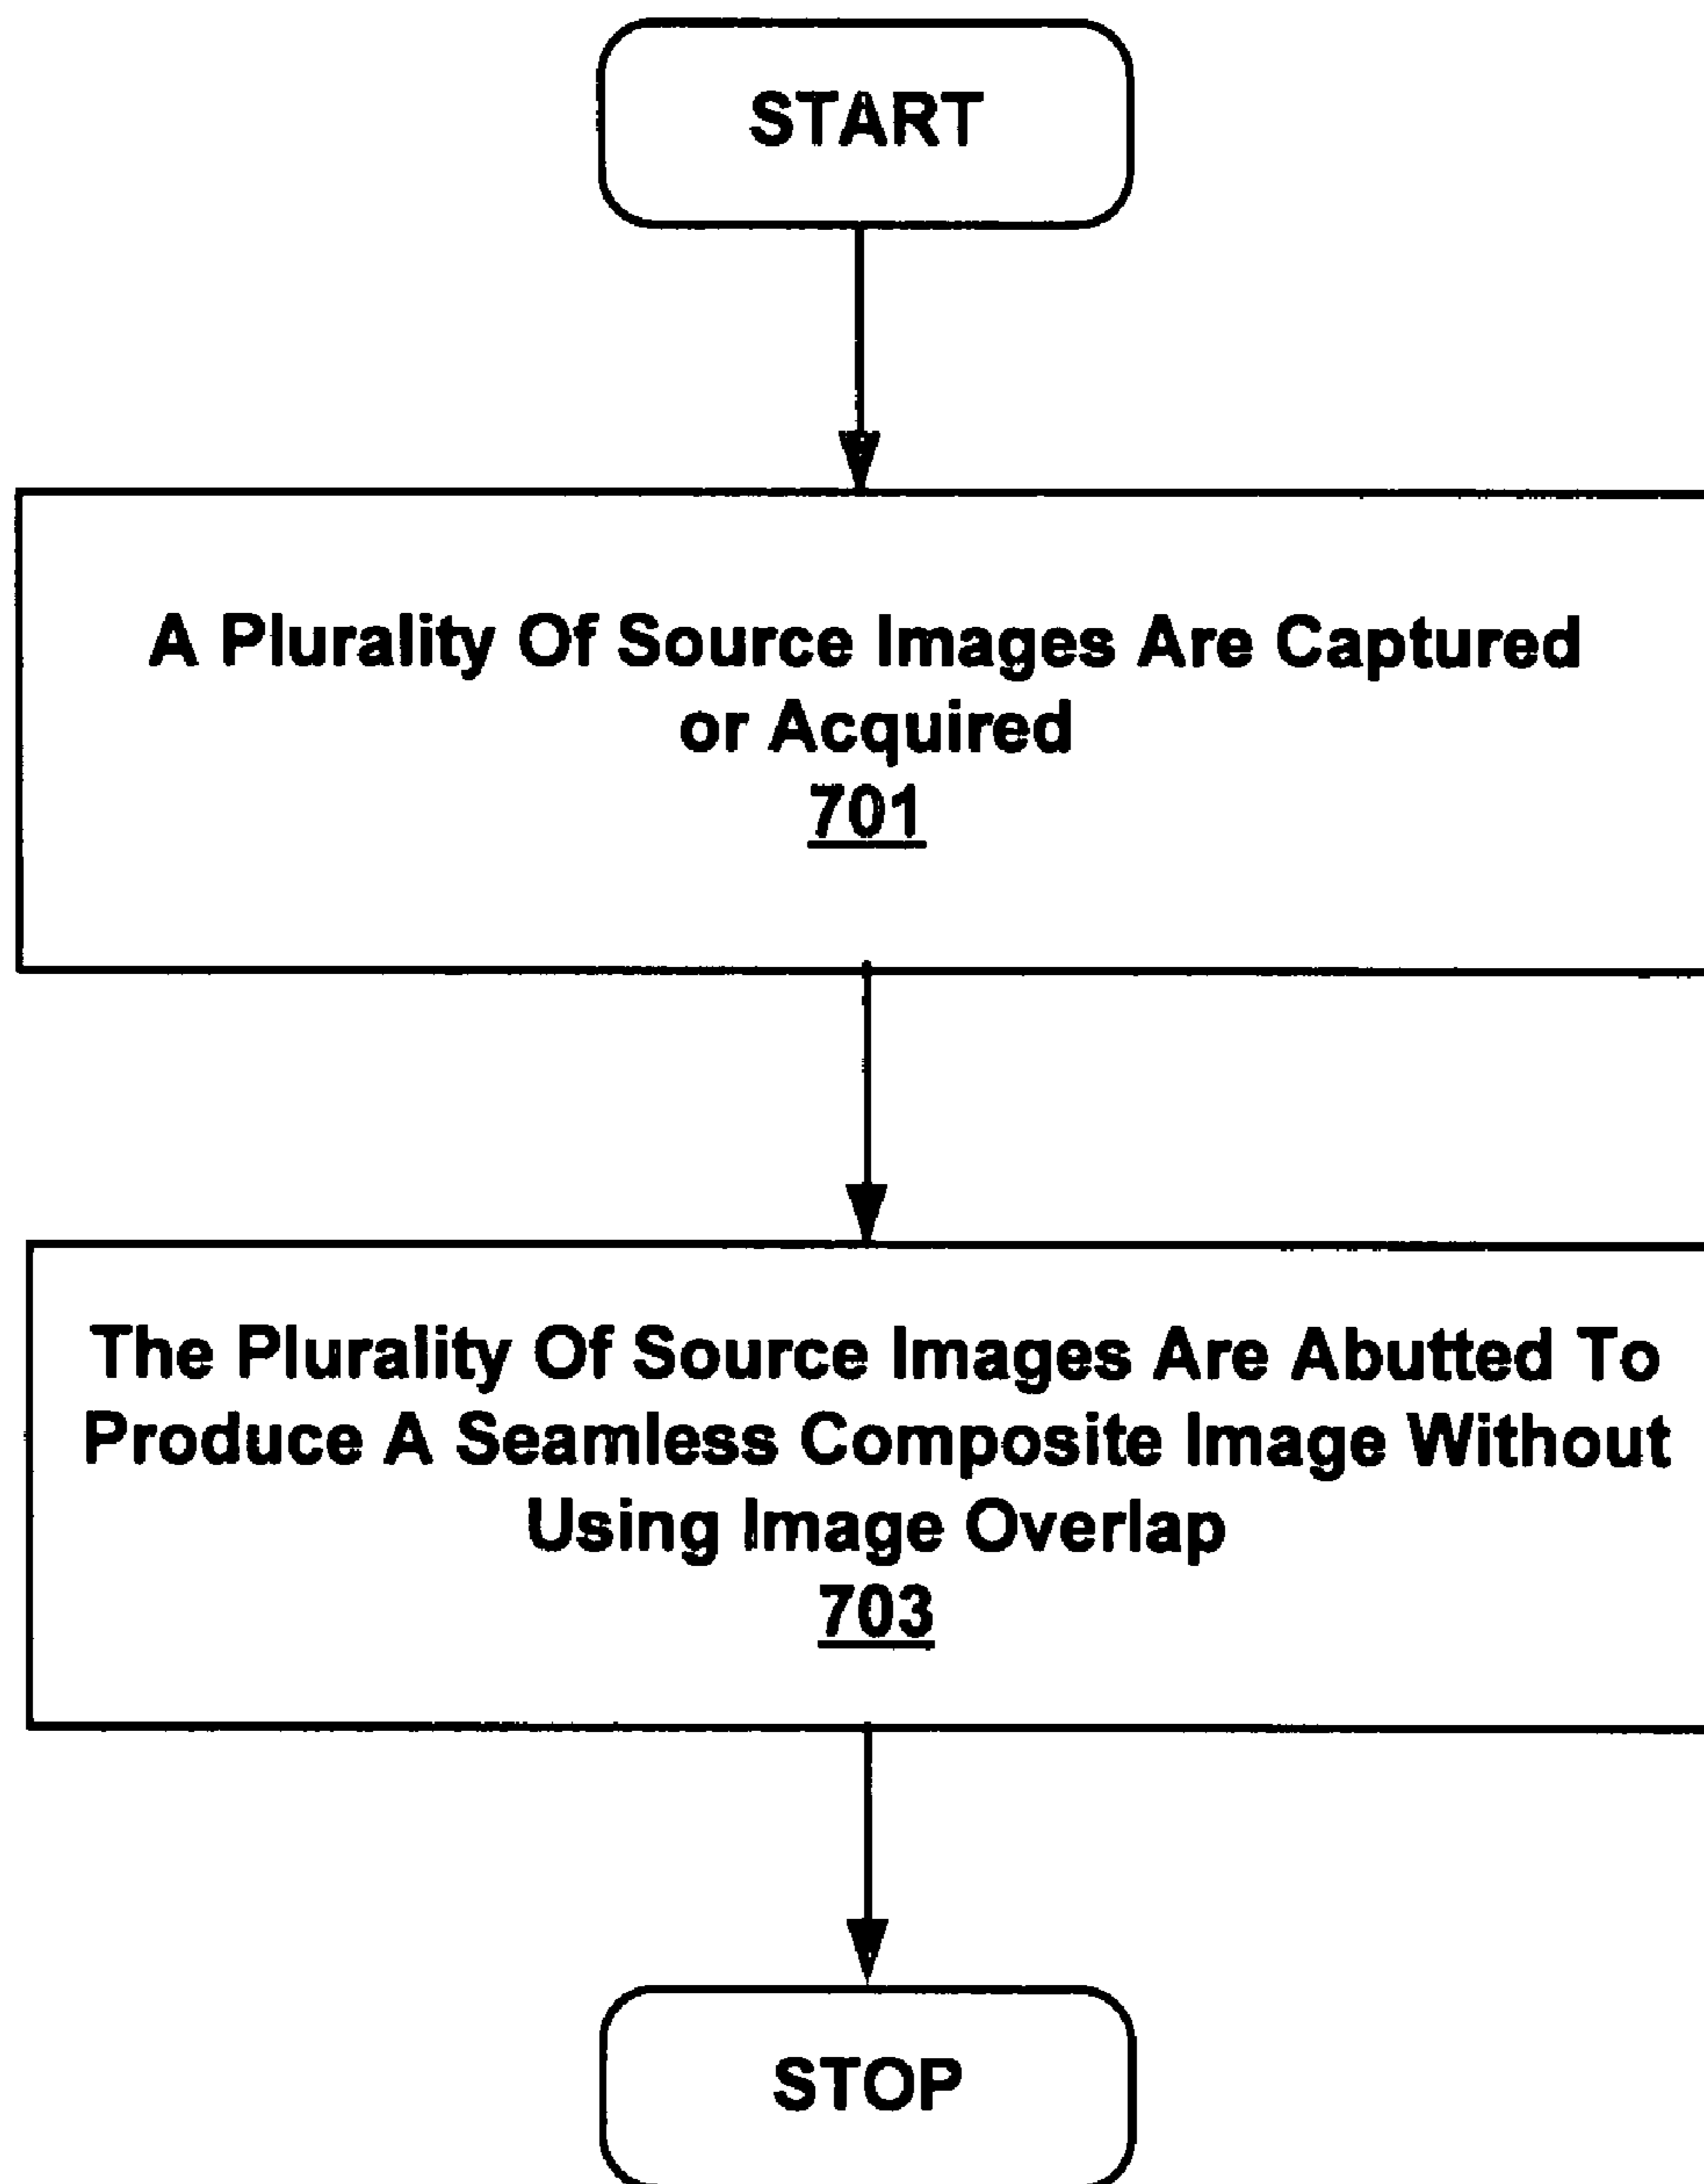 START
A Plurality Of Source Images Are Captured
or Acquired
701
The Plurality Of Source Images Are Abutted To
Produce A Seamless Composite Image Without
Using Image Overlap
703
STOP